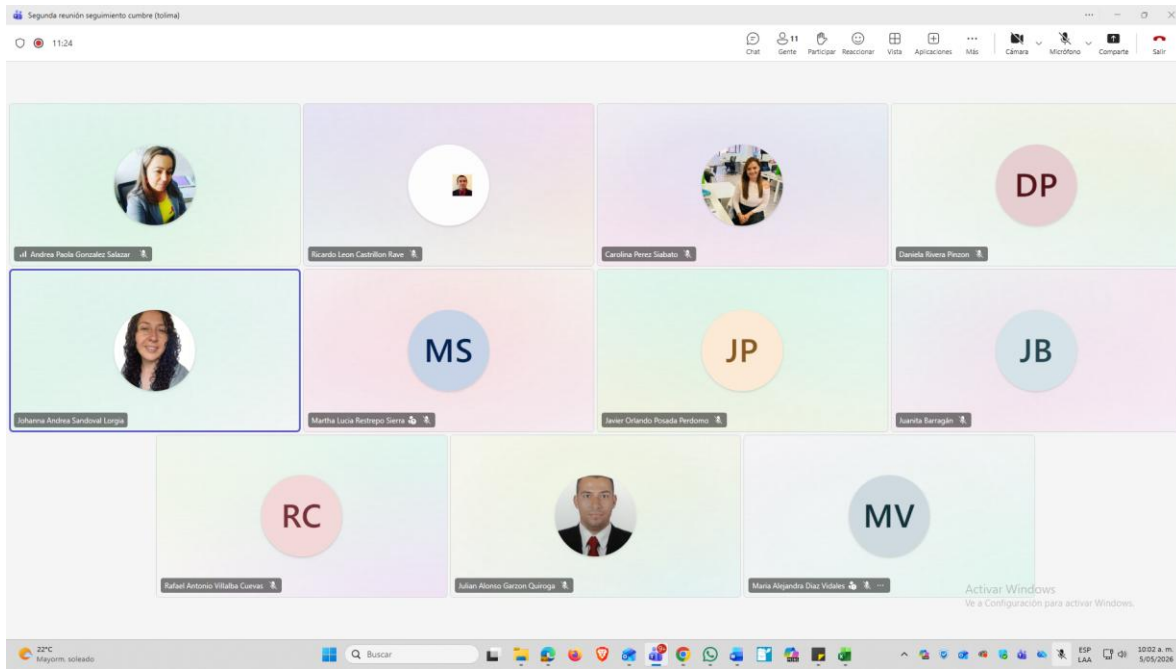 Segunda reunión seguimiento cumbre (tolima)
11:24
Chat
Gente 11
Participar
Reaccionar
Vista
Aplicaciones
Más
Cámara
Micrófono
Comparte
Salir
Andrea Paola Gonzalez Salazar
Ricardo Leon Castrillon Rave
Carolina Perez Siabato
DP
Daniela Rivera Pinzon
Johanna Andrea Sandoval Lorgia
MS
Martha Lucia Restrepo Sierra
JP
Javier Orlando Posada Perdomo
JB
Juanita Barragán
RC
Rafael Antonio Villalba Cuevas
Julian Alonso Garzon Quiroga
MV
Maria Alejandra Diaz Vidales
Activar Windows
Ve a Configuración para activar Windows.
22°C
Mayorm. soleado
Buscar
ESP
LAA
10:02 a. m.